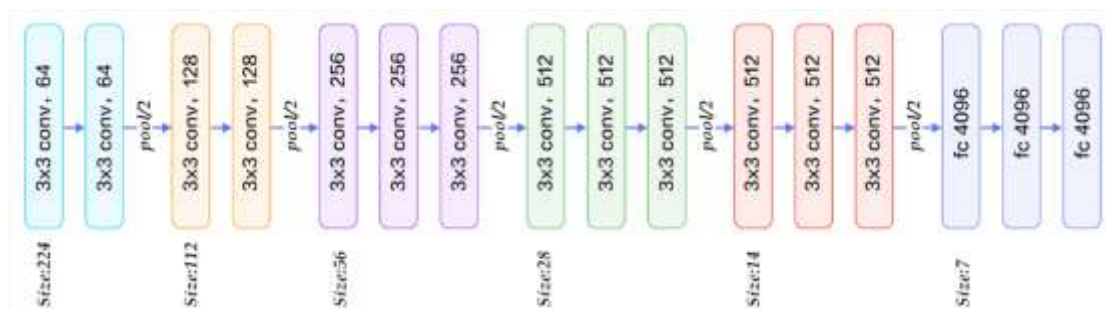 3x3 conv, 64
3x3 conv, 64
pool/2
3x3 conv, 128
3x3 conv, 128
pool/2
3x3 conv, 256
3x3 conv, 256
3x3 conv, 256
pool/2
3x3 conv, 512
3x3 conv, 512
3x3 conv, 512
pool/2
3x3 conv, 512
3x3 conv, 512
3x3 conv, 512
pool/2
fc 4096
fc 4096
fc 4096
Size:224
Size:112
Size:56
Size:28
Size:14
Size:7